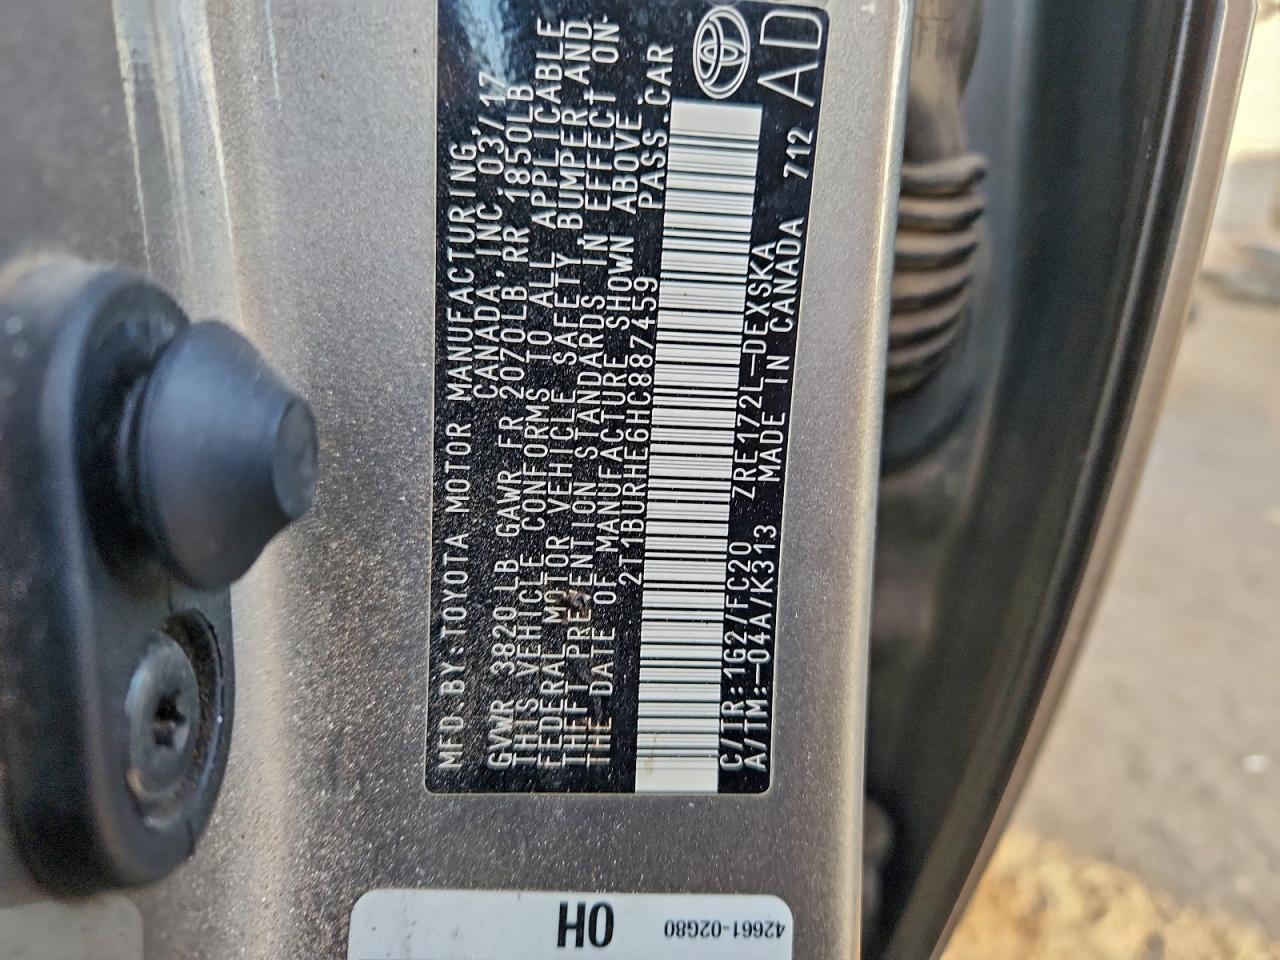 MFD.BY:TOYOTA MOTOR MANUFACTURING,
CANADA,INC 03/17
GVWR 3820LB GAWR FR 2070LB RR 1850LB
THIS VEHICLE CONFORMS TO ALL APPLICABLE
FEDERAL MOTOR VEHICLE SAFETY,BUMPER,AND
THEFT PREVENTION STANDARDS IN EFFECT ON
THE DATE OF MANUFACTURE SHOWN ABOVE.
2T1BURHE6HC887459 PASS.CAR
C/TR:1G2/FC20 ZRE172L-DEXSKA
A/TM:-04A/K313 MADE IN CANADA 712
AD
0H
42661-02G80